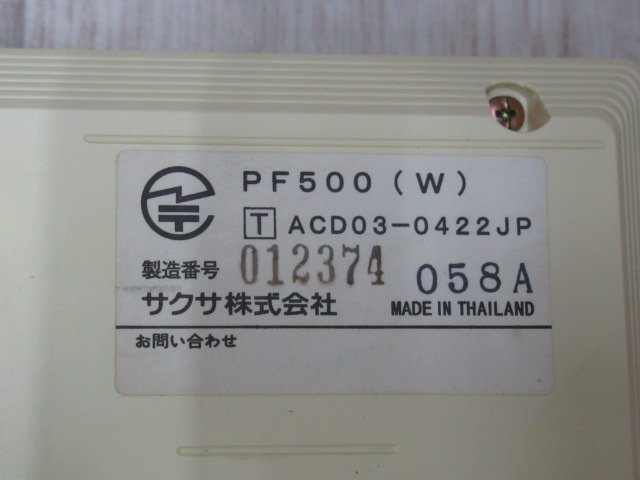 PF500 (W)
T ACD03-0422JP
製造番号 012374 058A
サクサ株式会社 MADE IN THAILAND
お問い合わせ